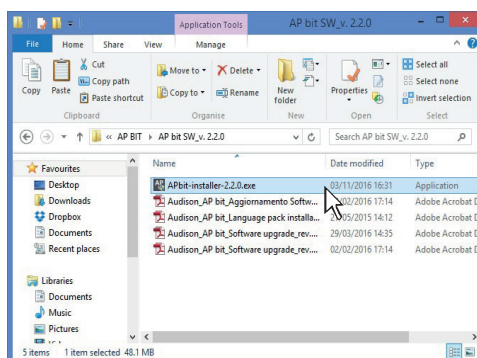 Application Tools
AP bit SW_v. 2.2.0
File Home Share View Manage
Copy
Paste
Cut
Copy path
Paste shortcut
Clipboard
Move to
Copy to
Delete
Rename
Organise
New folder
New
Properties
Open
Select all
Select none
Invert selection
Select
« AP BIT AP bit SW_v. 2.2.0
Search AP bit SW_v. 2.2.0
Favourites
Desktop
Downloads
Dropbox
Documents
Recent places
Libraries
Documents
Music
Pictures
Name Date modified Type
APbit-installer-2.2.0.exe 03/11/2016 16:31 Application
Audison_AP bit_Aggiornamento Softw... /02/2016 17:14 Adobe Acrobat D
Audison_AP bit_Language pack installa... /05/2015 14:12 Adobe Acrobat D
Audison_AP bit_Software upgrade_rev.... 29/03/2016 14:35 Adobe Acrobat D
Audison_AP bit_Software upgrade_rev.... 02/02/2016 17:14 Adobe Acrobat D
5 items 1 item selected 48.1 MB